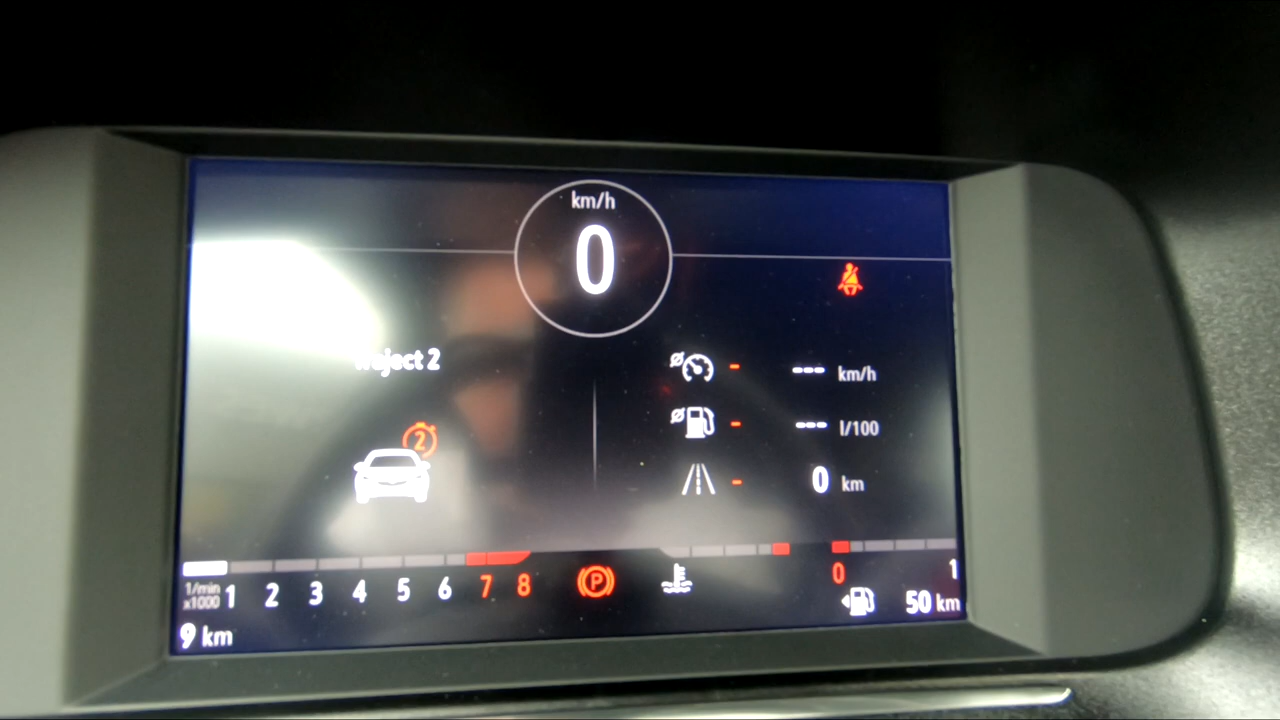 km/h
0
2
2
--- km/h
--- l/100
0 km
1/min
x1000
1 2 3 4 5 6 7 8
P
0 1
50 km
9 km